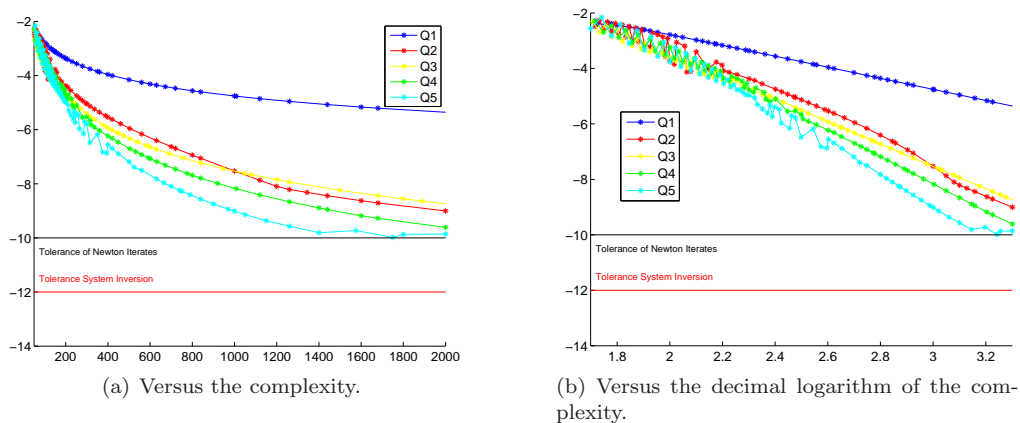 −2
−4
−6
−8
−10
−12
−14
200 400 600 800 1000 1200 1400 1600 1800 2000
Q1
Q2
Q3
Q4
Q5
Tolerance of Newton Iterates
Tolerance System Inversion
(a) Versus the complexity.
−2
−4
−6
−8
−10
−12
−14
1.8 2 2.2 2.4 2.6 2.8 3 3.2
Q1
Q2
Q3
Q4
Q5
Tolerance of Newton Iterates
Tolerance System Inversion
(b) Versus the decimal logarithm of the com-
plexity.